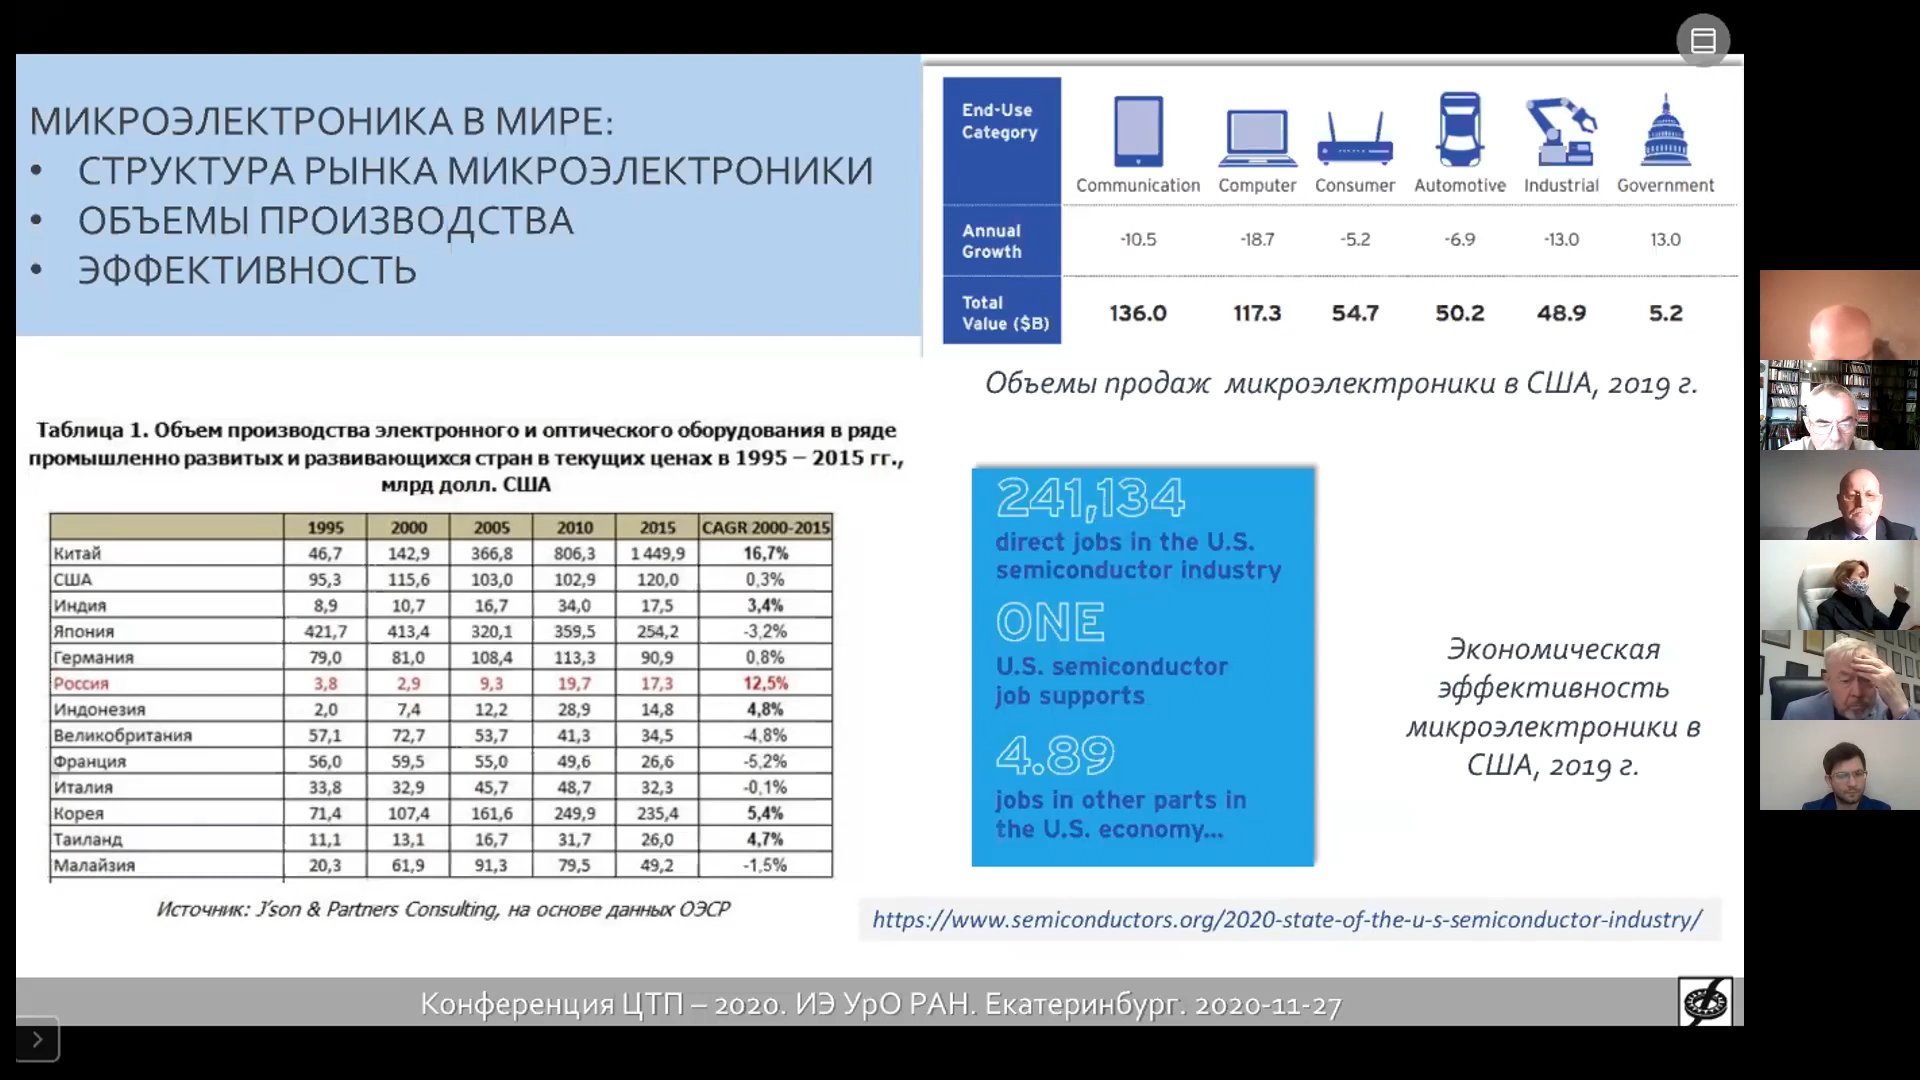 МИКРОЭЛЕКТРОНИКА В МИРЕ:
• СТРУКТУРА РЫНКА МИКРОЭЛЕКТРОНИКИ
• ОБЪЕМЫ ПРОИЗВОДСТВА
• ЭФФЕКТИВНОСТЬ
End-Use
Category
Communication Computer Consumer Automotive Industrial Government
Annual
Growth
-10.5 -18.7 -5.2 -6.9 -13.0 13.0
Total
Value ($B)
136.0 117.3 54.7 50.2 48.9 5.2
Объемы продаж микроэлектроники в США, 2019 г.
Таблица 1. Объем производства электронного и оптического оборудования в ряде
промышленно развитых и развивающихся стран в текущих ценах в 1995 – 2015 гг.,
млрд долл. США
1995 2000 2005 2010 2015 CAGR 2000-2015
Китай 46,7 142,9 366,8 806,3 1 449,9 16,7%
США 95,3 115,6 103,0 102,9 120,0 0,3%
Индия 8,9 10,7 16,7 34,0 17,5 3,4%
Япония 421,7 413,4 320,1 359,5 254,2 -3,2%
Германия 79,0 81,0 108,4 113,3 90,9 0,8%
Россия 3,8 2,9 9,3 19,7 17,3 12,5%
Индонезия 2,0 7,4 12,2 28,9 14,8 4,8%
Великобритания 57,1 72,7 53,7 41,3 34,5 -4,8%
Франция 56,0 59,5 55,0 49,6 26,6 -5,2%
Италия 33,8 32,9 45,7 48,7 32,3 -0,1%
Корея 71,4 107,4 161,6 249,9 235,4 5,4%
Таиланд 11,1 13,1 16,7 31,7 26,0 4,7%
Малайзия 20,3 61,9 91,3 79,5 49,2 -1,5%
Источник: J'son & Partners Consulting, на основе данных ОЭСР
241,134
direct jobs in the U.S.
semiconductor industry
ONE
U.S. semiconductor
job supports
4.89
jobs in other parts in
the U.S. economy...
Экономическая
эффективность
микроэлектроники в
США, 2019 г.
https://www.semiconductors.org/2020-state-of-the-u-s-semiconductor-industry/
Конференция ЦТП – 2020. ИЭ УрО РАН. Екатеринбург. 2020-11-27